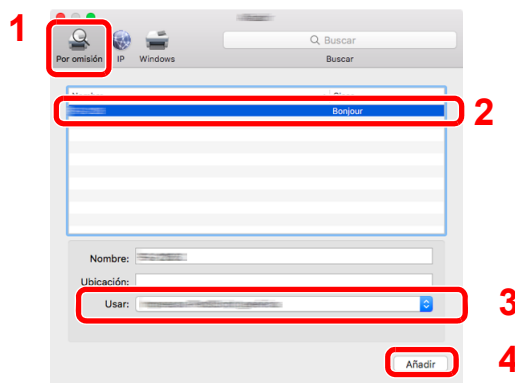 1
Buscar
Por omisión IP Windows Buscar
Bonjour
2
Nombre:
Ubicación:
Usar:
3
Añadir
4